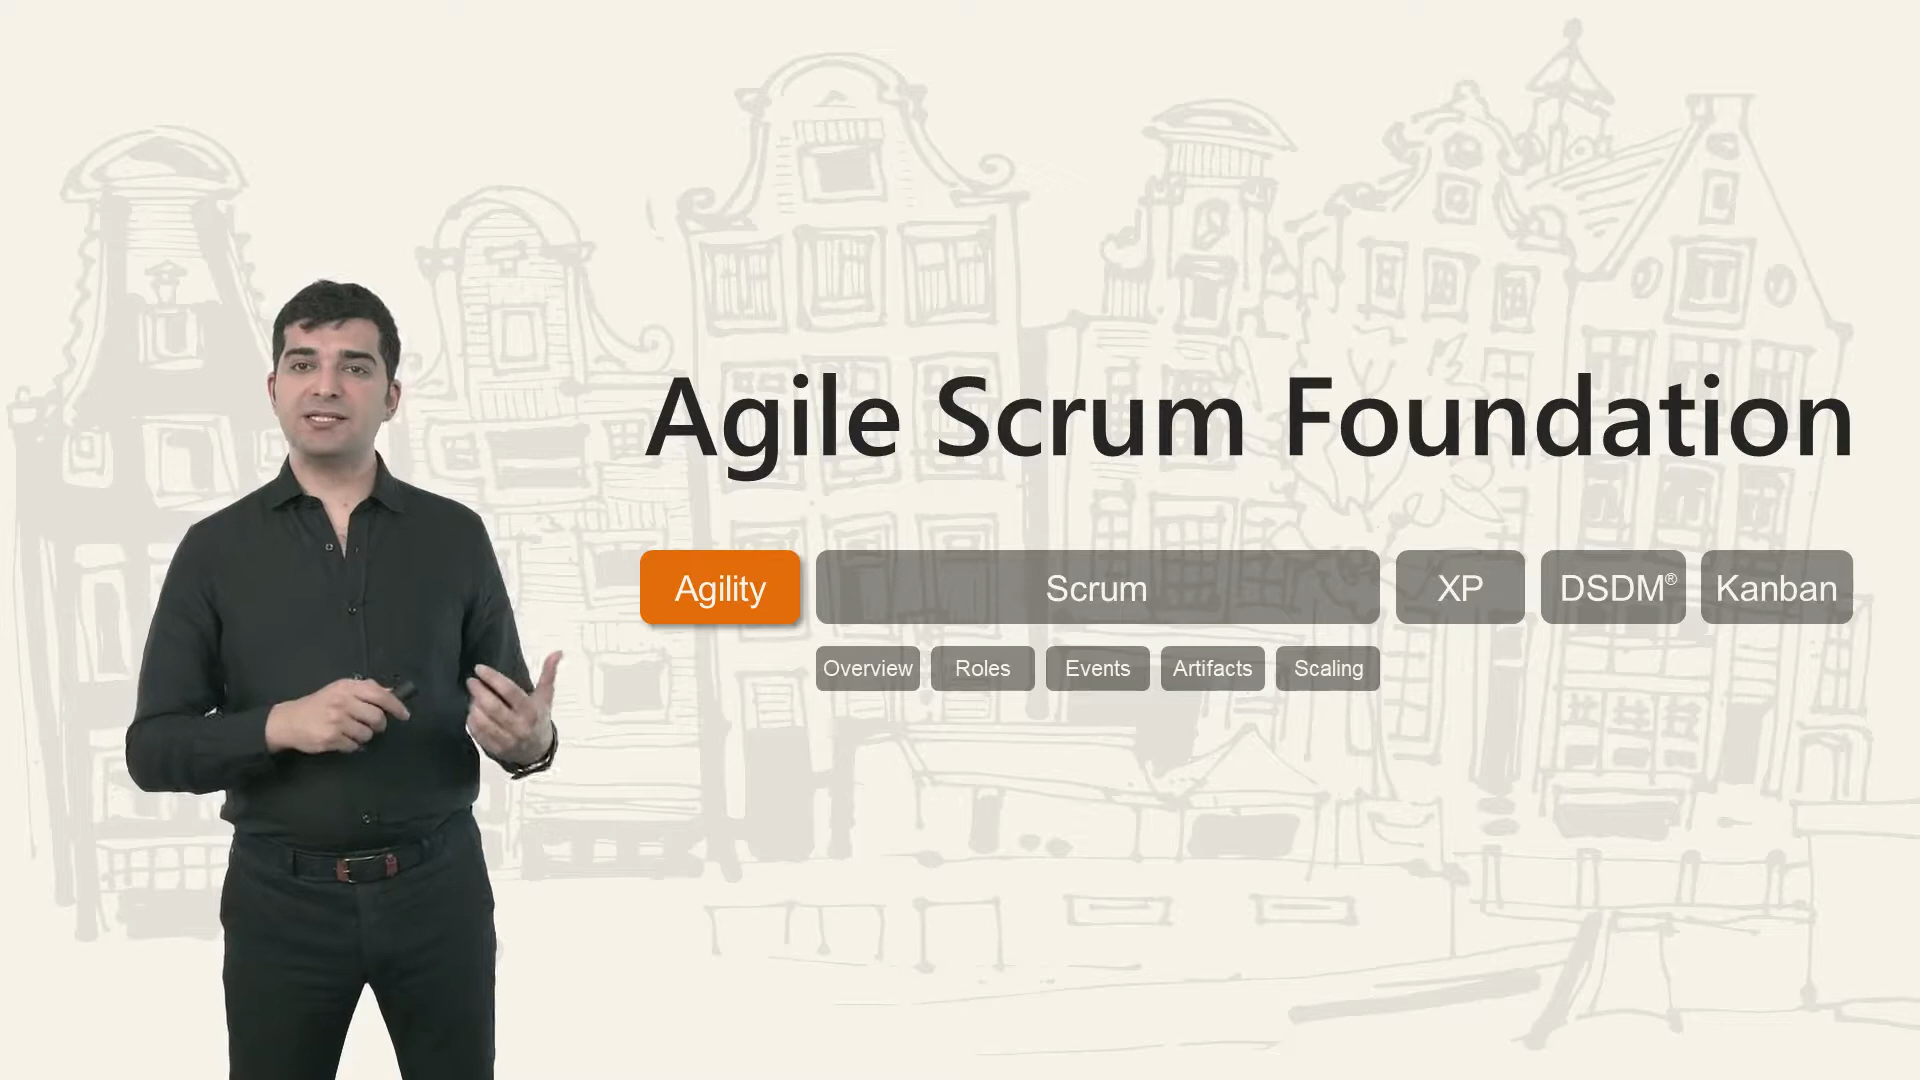 Agile Scrum Foundation
Agility Scrum XP DSDM® Kanban
Overview Roles Events Artifacts Scaling